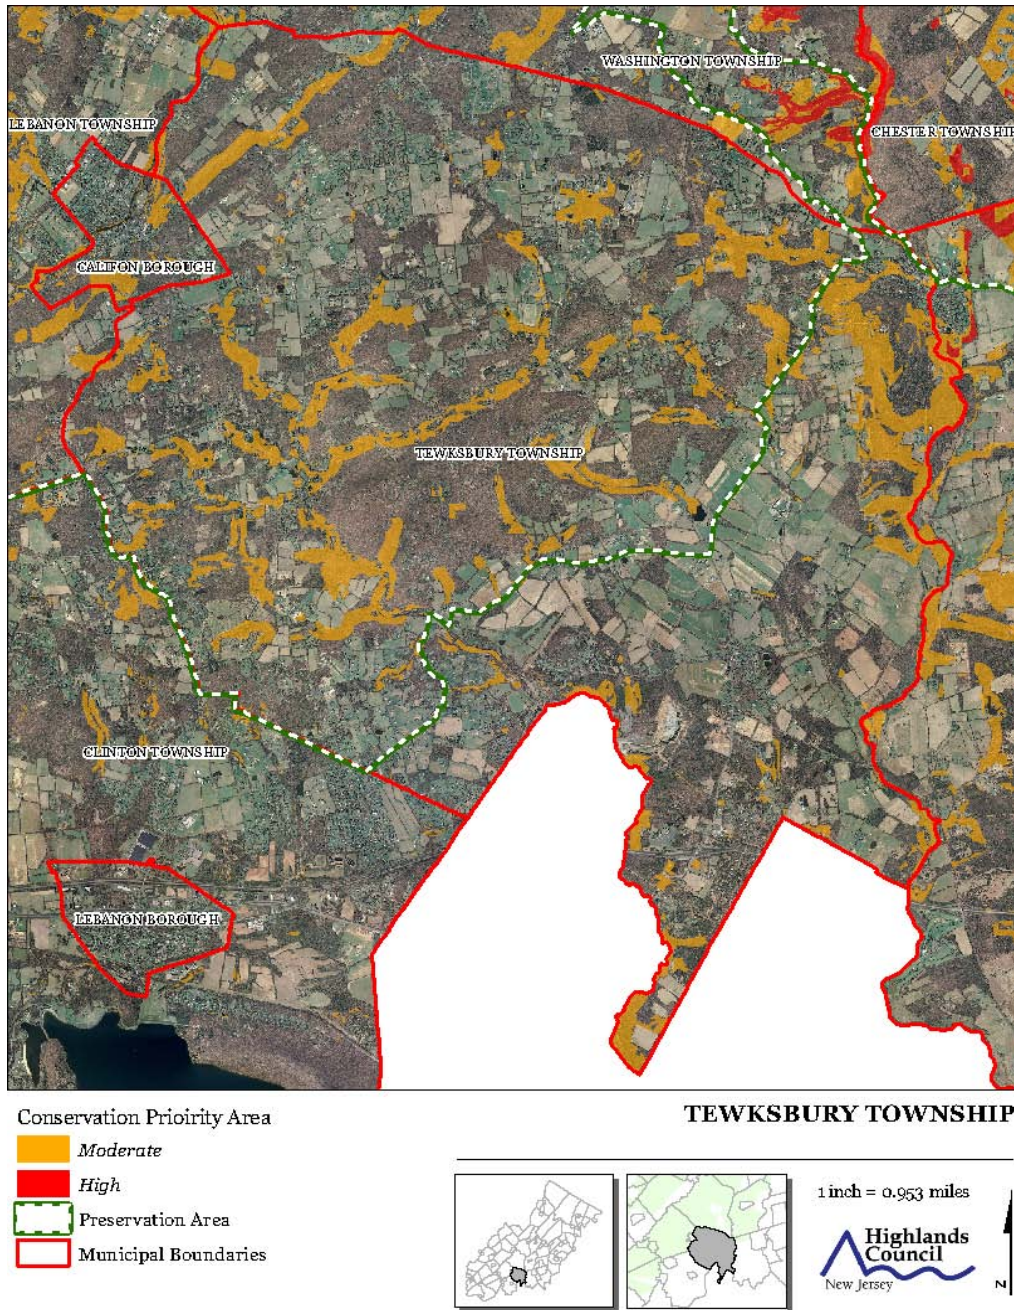 WASHINGTON TOWNSHIP
LEBANON TOWNSHIP
CHESTER TOWNSHIP
CALIFON BOROUGH
TEWKSBURY TOWNSHIP
CLINTON TOWNSHIP
LEBANON BOROUGH
Conservation Prioirity Area
Moderate
High
Preservation Area
Municipal Boundaries
TEWKSBURY TOWNSHIP
1 inch = 0.953 miles
Highlands
Council
New Jersey
N